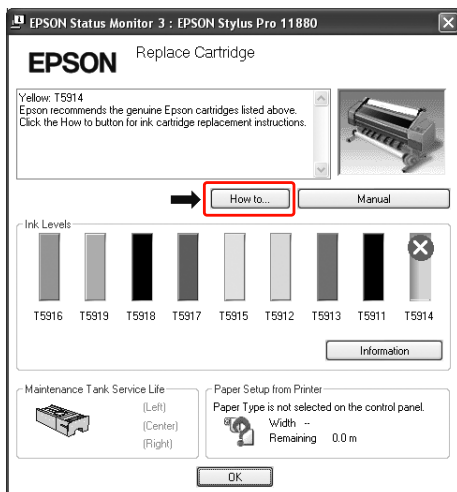 EPSON Status Monitor 3 : EPSON Stylus Pro 11880
EPSON
Replace Cartridge
Yellow: T5914
Epson recommends the genuine Epson cartridges listed above.
Click the How to button for ink cartridge replacement instructions.
How to...
Manual
Ink Levels
T5916 T5919 T5918 T5917 T5915 T5912 T5913 T5911 T5914
Information
Maintenance Tank Service Life
(Left)
(Center)
(Right)
Paper Setup from Printer
Paper Type is not selected on the control panel.
Width --
Remaining 0.0 m
OK